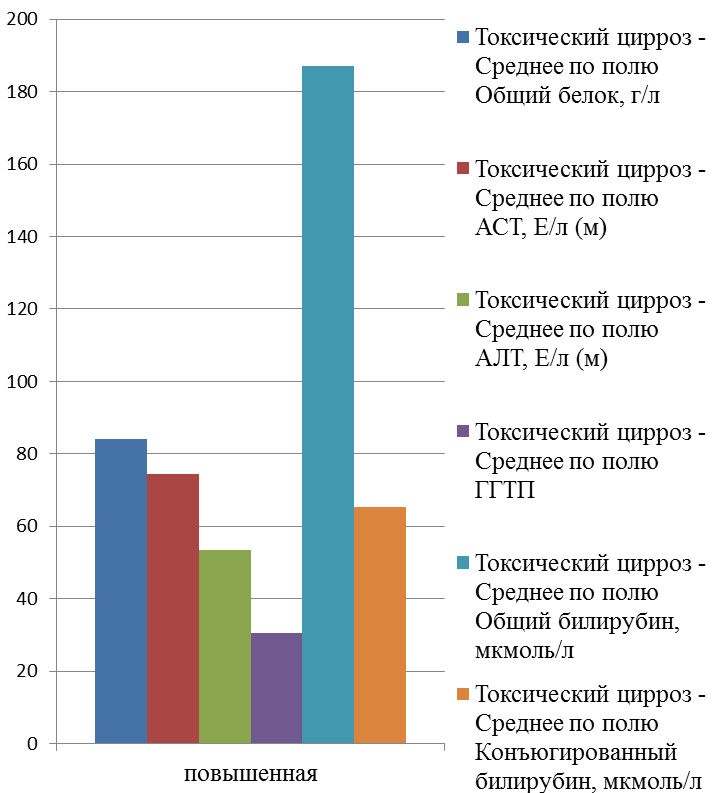 200
180
160
140
120
100
80
60
40
20
0
повышенная
Токсический цирроз -
Среднее по полю
Общий белок, г/л
Токсический цирроз -
Среднее по полю
АСТ, Е/л (м)
Токсический цирроз -
Среднее по полю
АЛТ, Е/л (м)
Токсический цирроз -
Среднее по полю
ГГТП
Токсический цирроз -
Среднее по полю
Общий билирубин,
мкмоль/л
Токсический цирроз -
Среднее по полю
Конъюгированный
билирубин, мкмоль/л